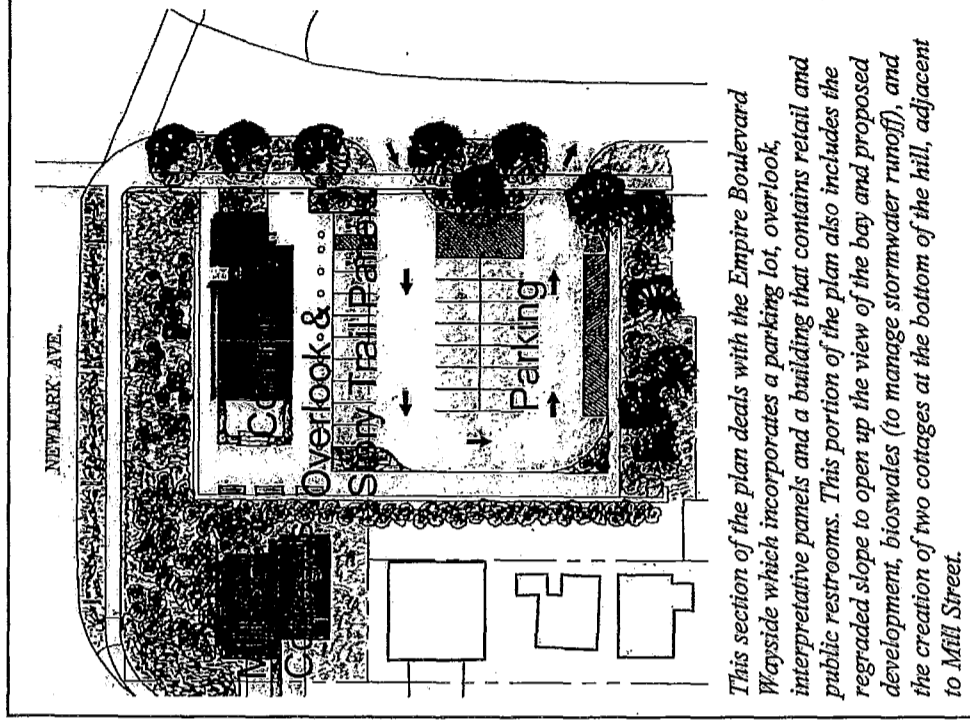 NEWMARK AVE.
Overlook &
Story Trail Panels
Parking
This section of the plan deals with the Empire Boulevard
Wayside which incorporates a parking lot, overlook,
interpretative panels and a building that contains retail and
public restrooms. This portion of the plan also includes the
regraded slope to open up the view of the bay and proposed
development, bioswales (to manage stormwater runoff), and
the creation of two cottages at the bottom of the hill, adjacent
to Mill Street.